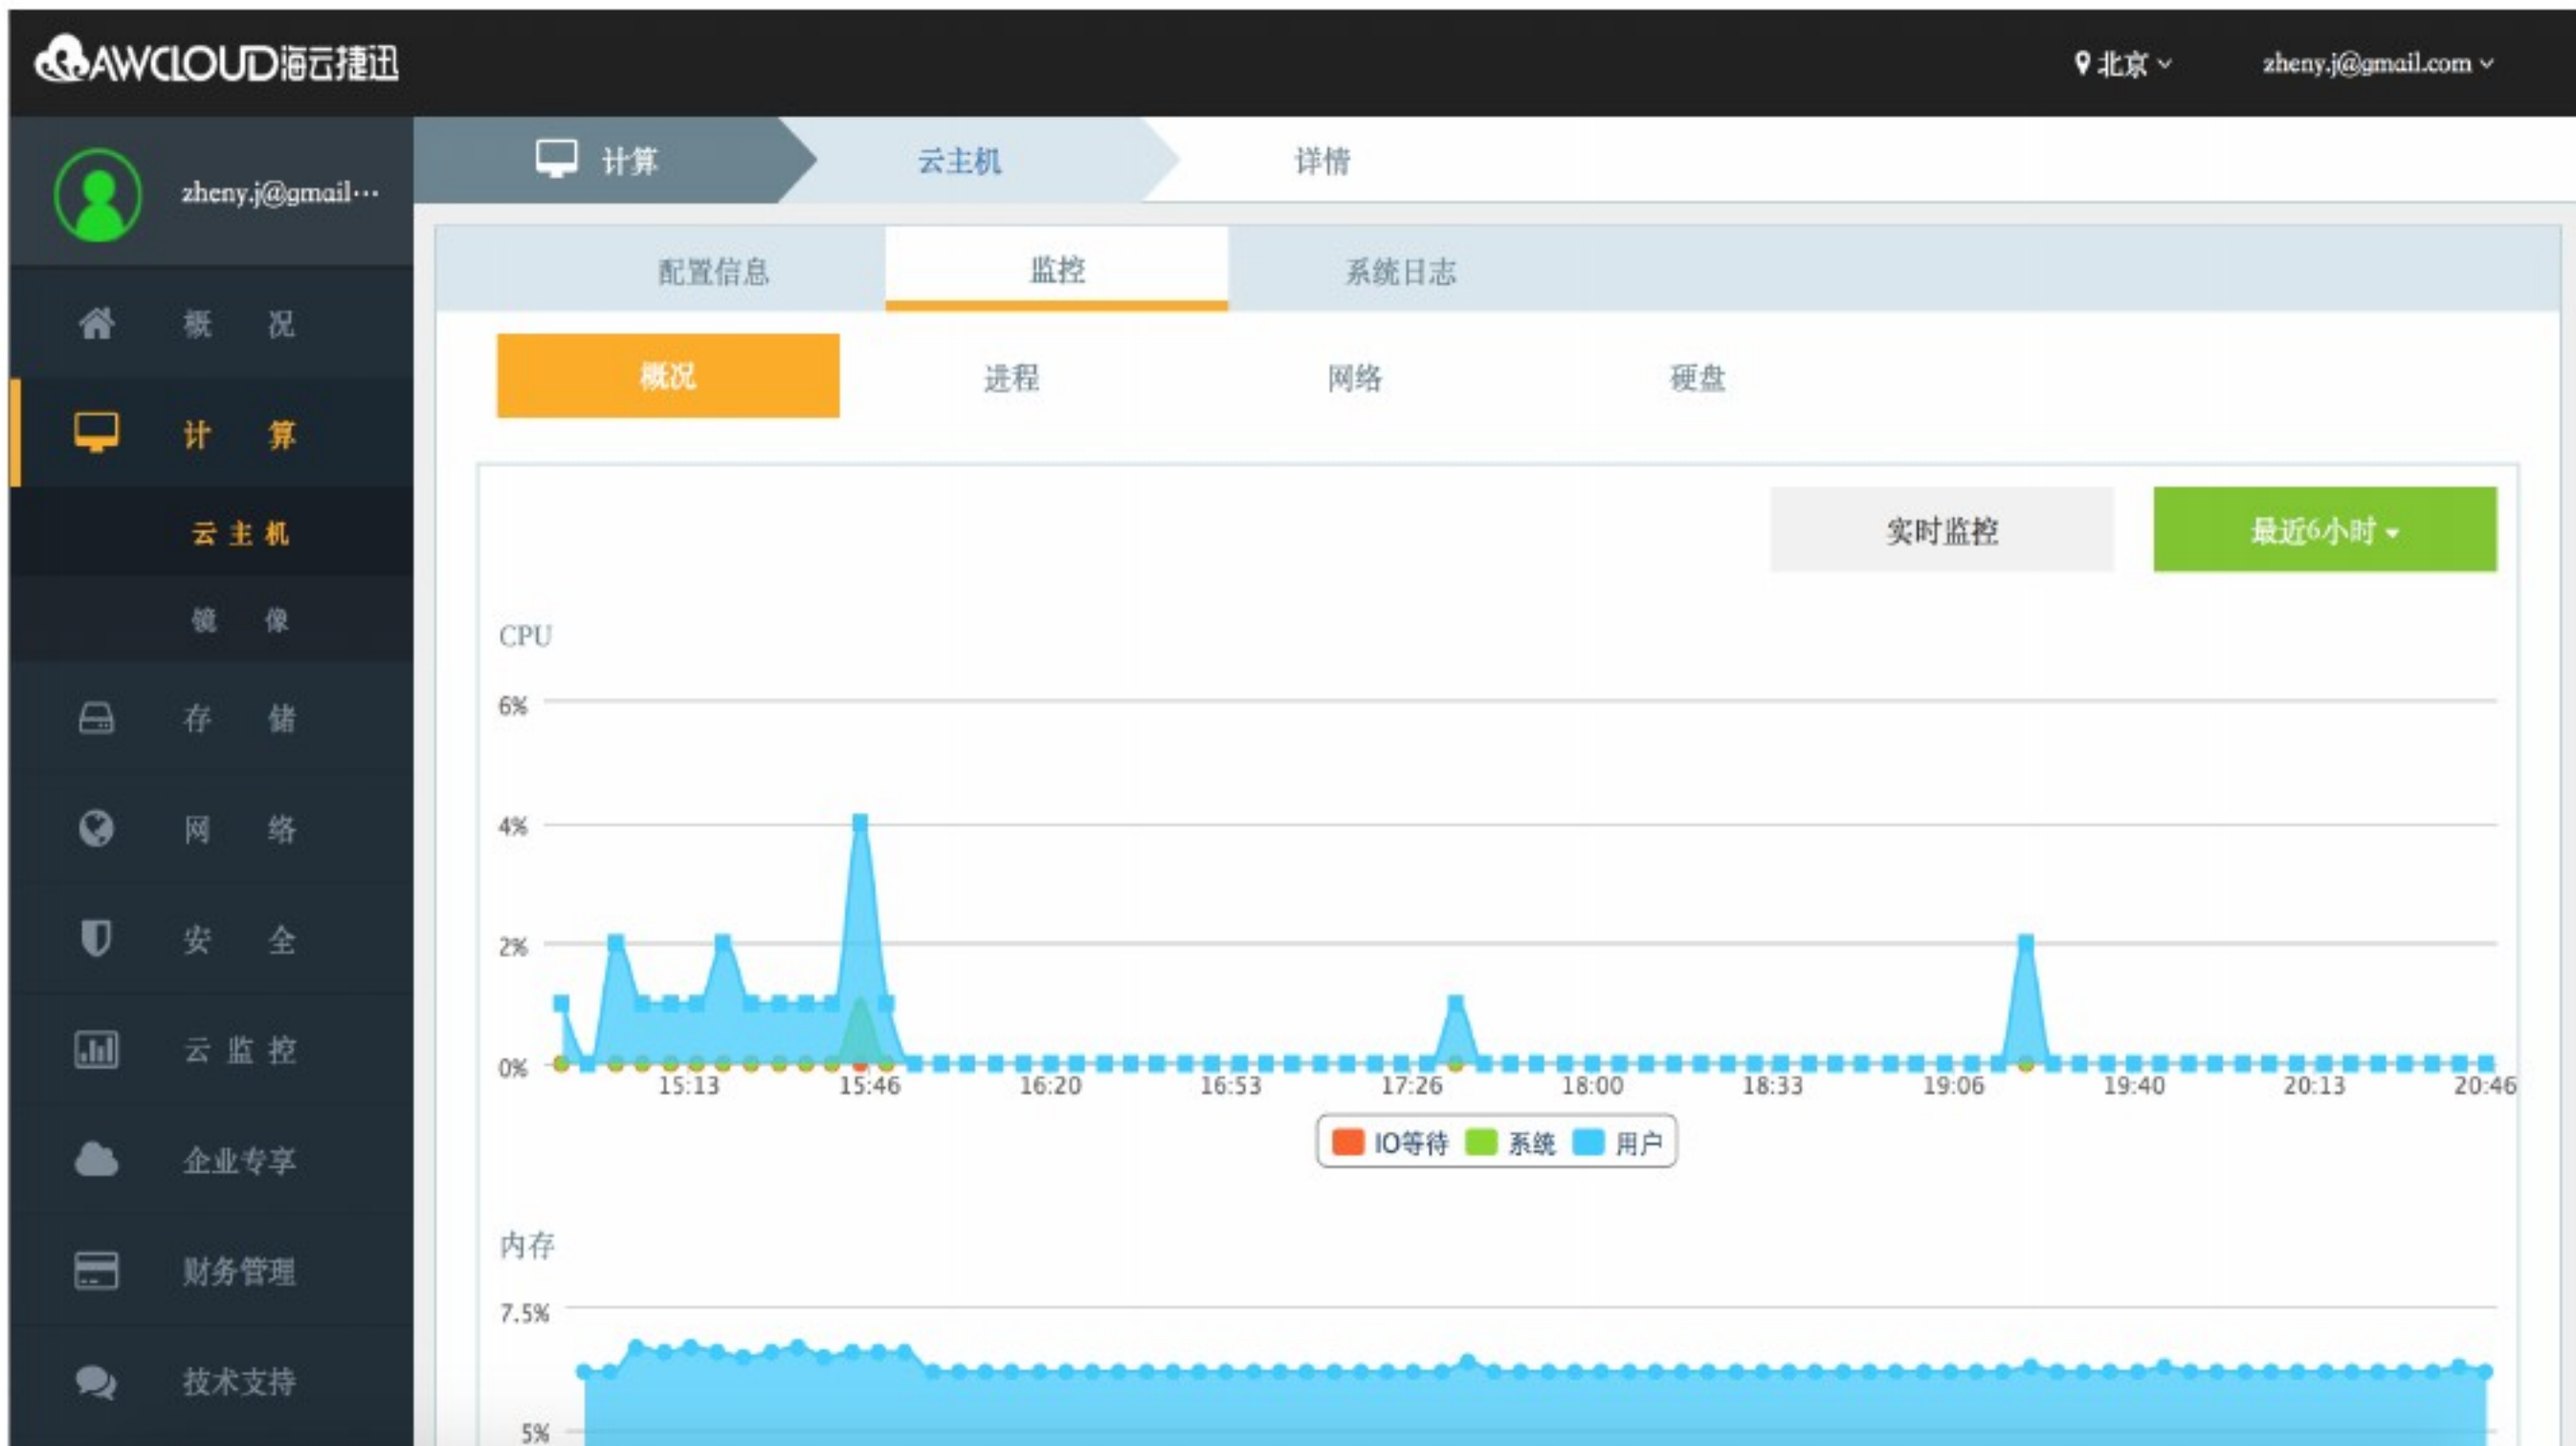 AWCLOUD海云捷迅
北京
zheny.j@gmail.com
zheny.j@gmail···
概 况
计 算
云 主 机
镜 像
存 储
网 络
安 全
云 监 控
企业专享
财务管理
技术支持
计算
云主机
详情
配置信息
监控
系统日志
概况
进程
网络
硬盘
实时监控
最近6小时
CPU
6%
4%
2%
0%
15:13 15:46 16:20 16:53 17:26 18:00 18:33 19:06 19:40 20:13 20:46
IO等待 系统 用户
内存
7.5%
5%